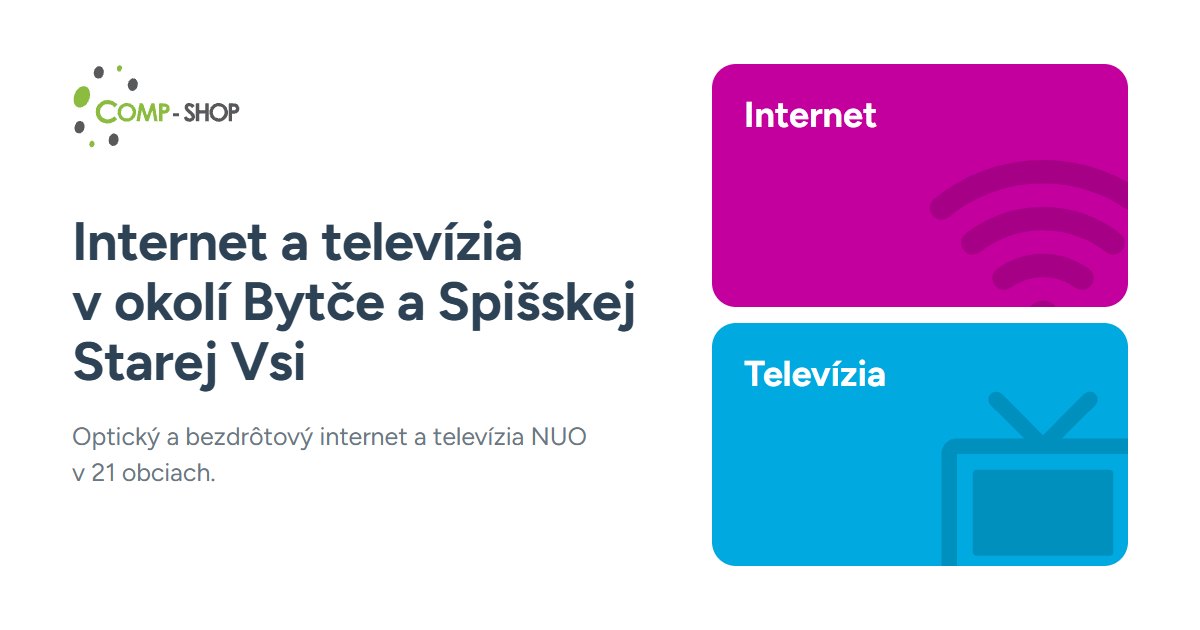 COMP-SHOP
Internet a televízia
v okolí Bytče a Spišskej
Starej Vsi
Optický a bezdrôtový internet a televízia NUO
v 21 obciach.
Internet
Televízia